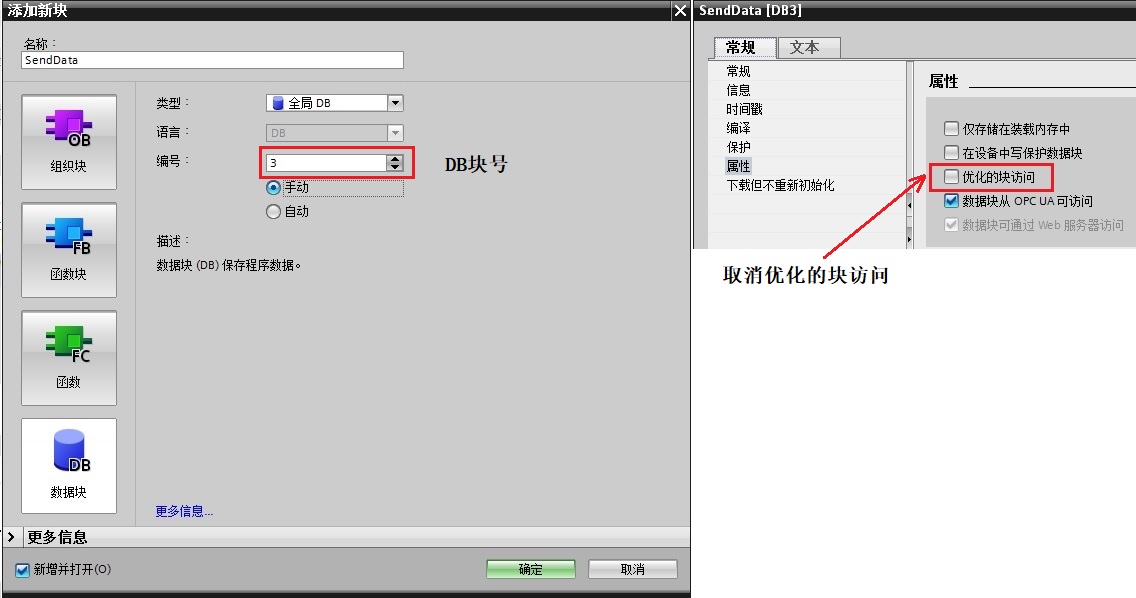 添加新块
名称：
SendData
OB
组织块
FB
函数块
FC
函数
DB
数据块
类型：
全局 DB
语言：
DB
编号：
3
DB块号
手动
自动
描述：
数据块 (DB) 保存程序数据。
更多信息...
更多信息
新增并打开(O)
确定
取消
SendData [DB3]
常规
文本
常规
信息
时间戳
编译
保护
属性
下载但不重新初始化
属性
仅存储在装载内存中
在设备中写保护数据块
优化的块访问
数据块从 OPC UA 可访问
数据块可通过 Web 服务器访问
取消优化的块访问